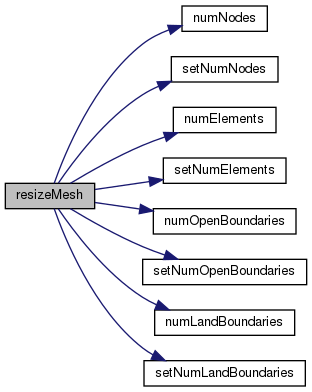 numNodes
setNumNodes
numElements
setNumElements
resizeMesh
numOpenBoundaries
setNumOpenBoundaries
numLandBoundaries
setNumLandBoundaries